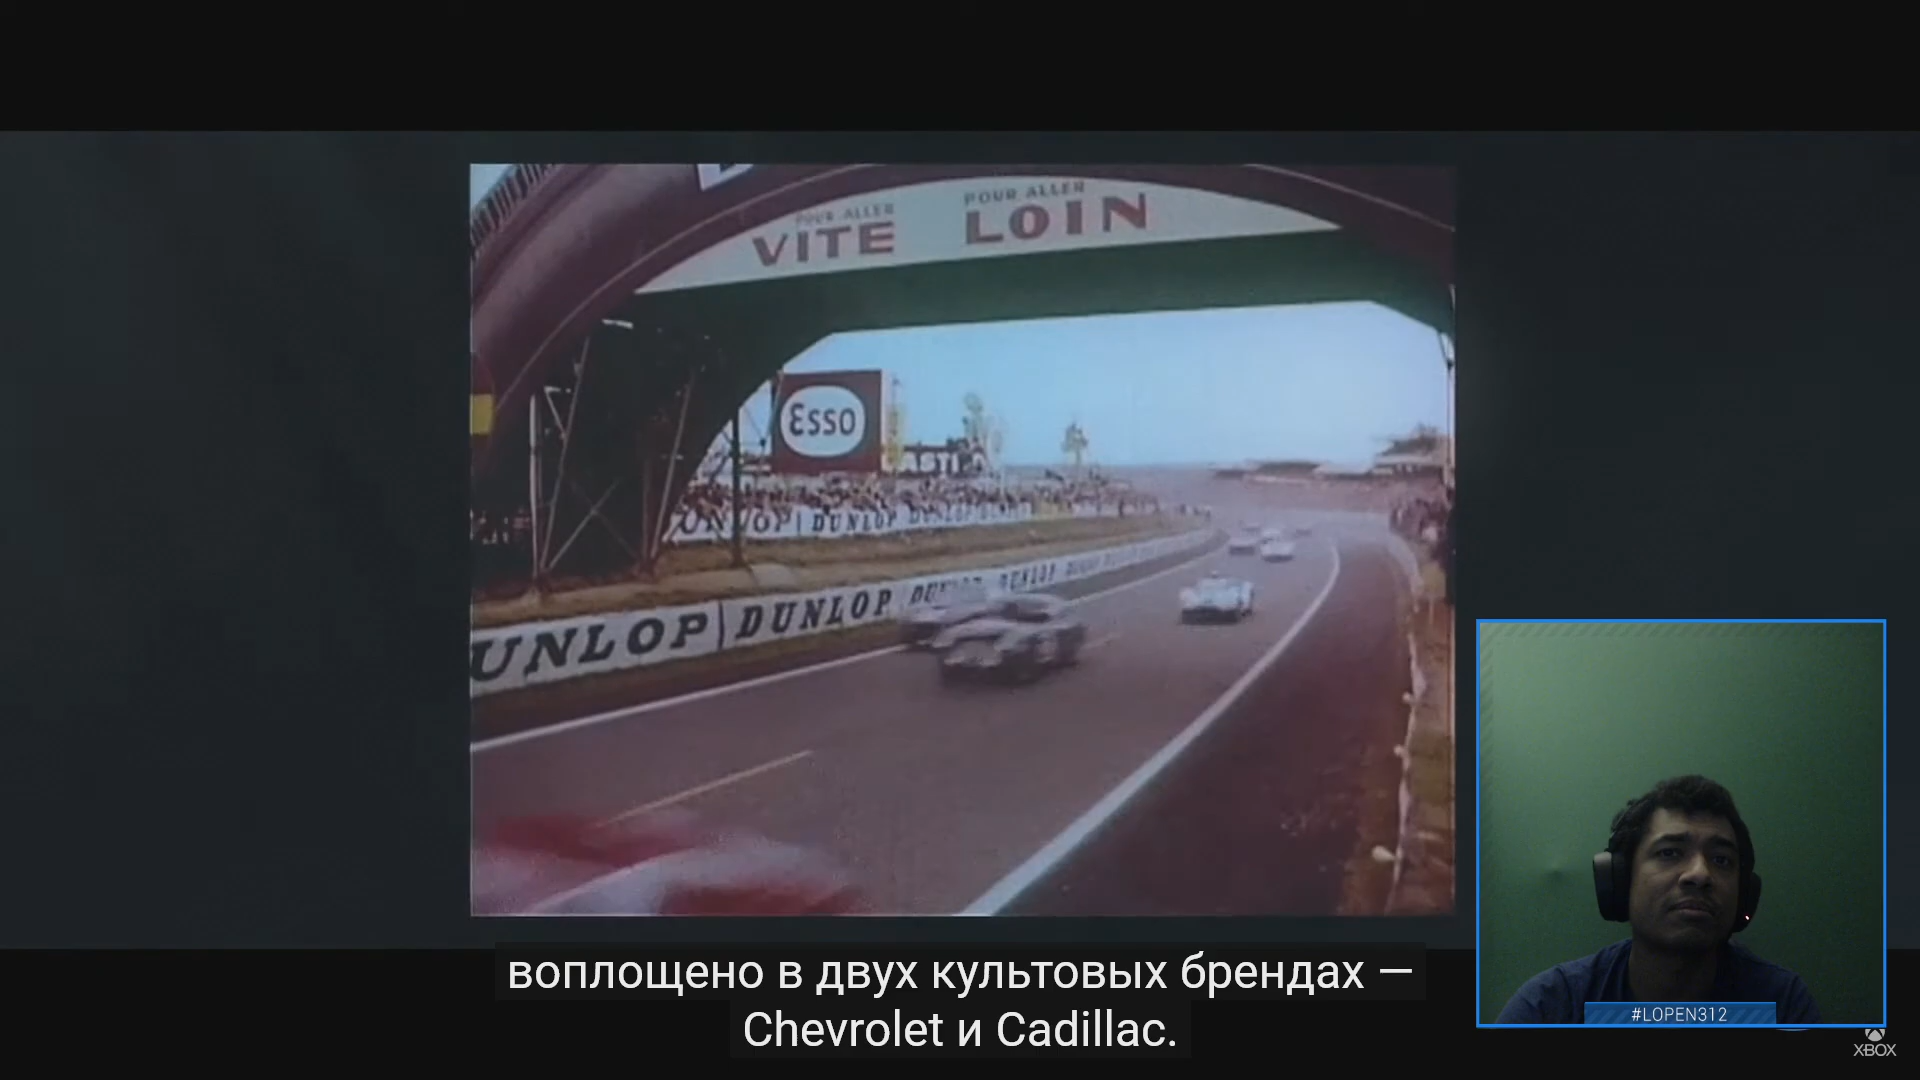 POUR ALLER
VITE
POUR ALLER
LOIN
Esso
DUNLOP
DUNLOP
UNLOP
DUNLOP
DUNLOP
воплощено в двух культовых брендах —
Chevrolet и Cadillac.
#LOPEN312
XBOX